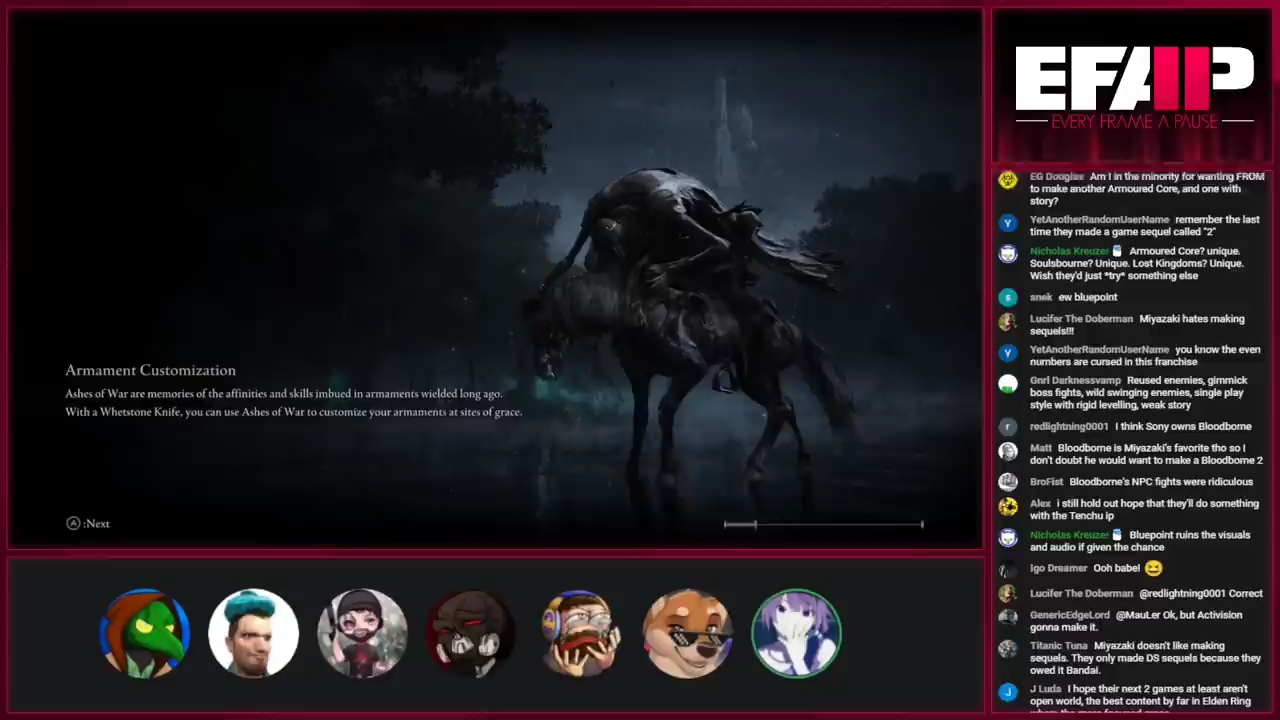 Armament Customization
Ashes of War are memories of the affinities and skills imbued in armaments wielded long ago.
With a Whetstone Knife, you can use Ashes of War to customize your armaments at sites of grace.
A :Next
EFAP
EVERY FRAME A PAUSE
EG Douglas Am I in the minority for wanting FROM
to make another Armoured Core, and one with
story?
Y YetAnotherRandomUserName remember the last
time they made a game sequel called "2"
Nicholas Kreuze Armoured Core? unique.
Soulsbourne? Unique. Lost Kingdoms? Unique.
Wish they'd just *try* something else
s anek ew bluepoint
Lucifer The Doberman Miyazaki hates making
sequels!!!
Y YetAnotherRandomUserName you know the even
numbers are cursed in this franchise
Gnrl Darknessvamp Reused enemies, gimmick
boss fights, wild swinging enemies, single play
style with rigid levelling, weak story
r redlightning0001 I think Sony owns Bloodborne
Matt Bloodborne is Miyazaki's favorite tho so I
don't doubt he would want to make a Bloodborne 2
BroFist Bloodborne's NPC fights were ridiculous
Alex i still hold out hope that they'll do something
with the Tenchu ip
Nicholas Kreuze Bluepoint ruins the visuals
and audio if given the chance
Igo Dreamer Ooh babe!
Lucifer The Doberman @redlightning0001 Correct
GenericEdgeLord @MauLer Ok, but Activision
gonna make it.
Titanic Tuna Miyazaki doesn't like making
sequels. They only made DS sequels because they
owed it Bandai.
J J Luda I hope their next 2 games at least aren't
open world, the best content by far in Elden Ring